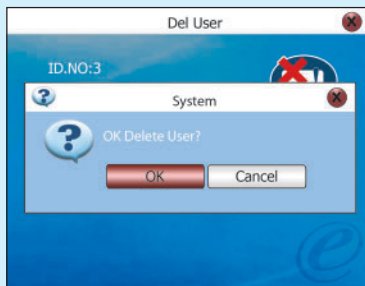 Del User
ID.NO:3
System
OK Delete User?
OK
Cancel